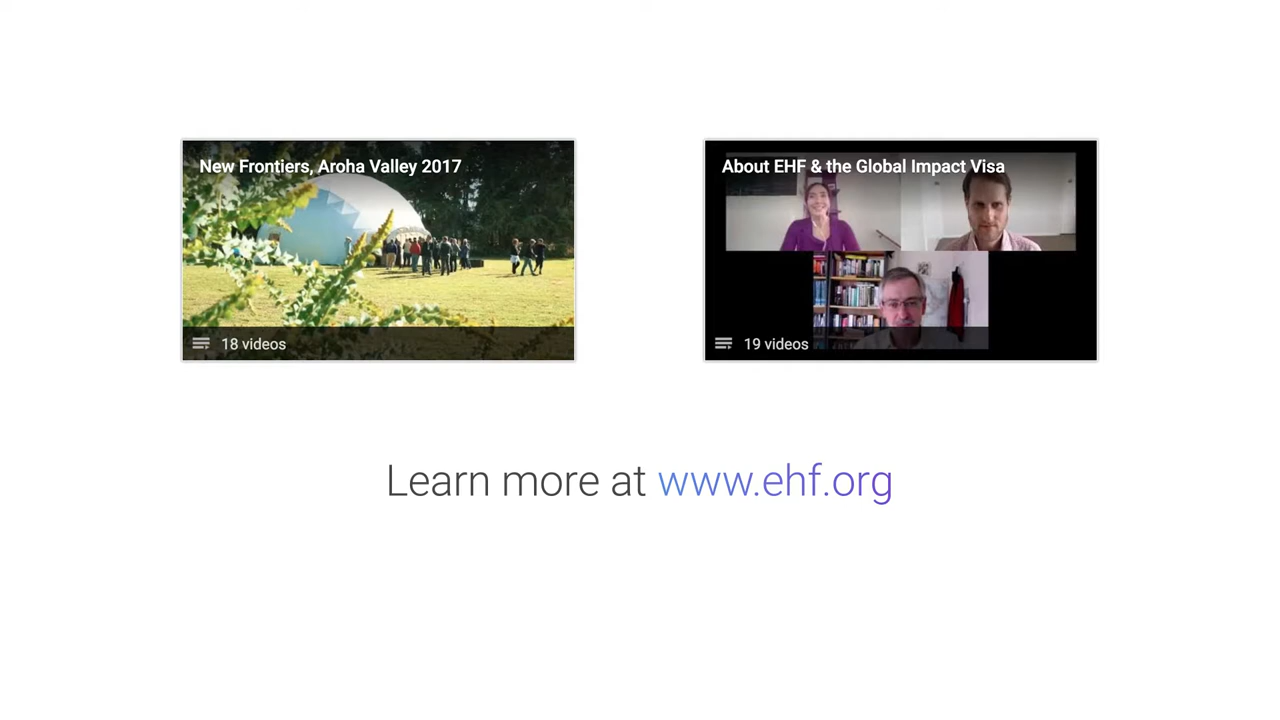 New Frontiers, Aroha Valley 2017
18 videos
About EHF & the Global Impact Visa
19 videos
Learn more at www.ehf.org